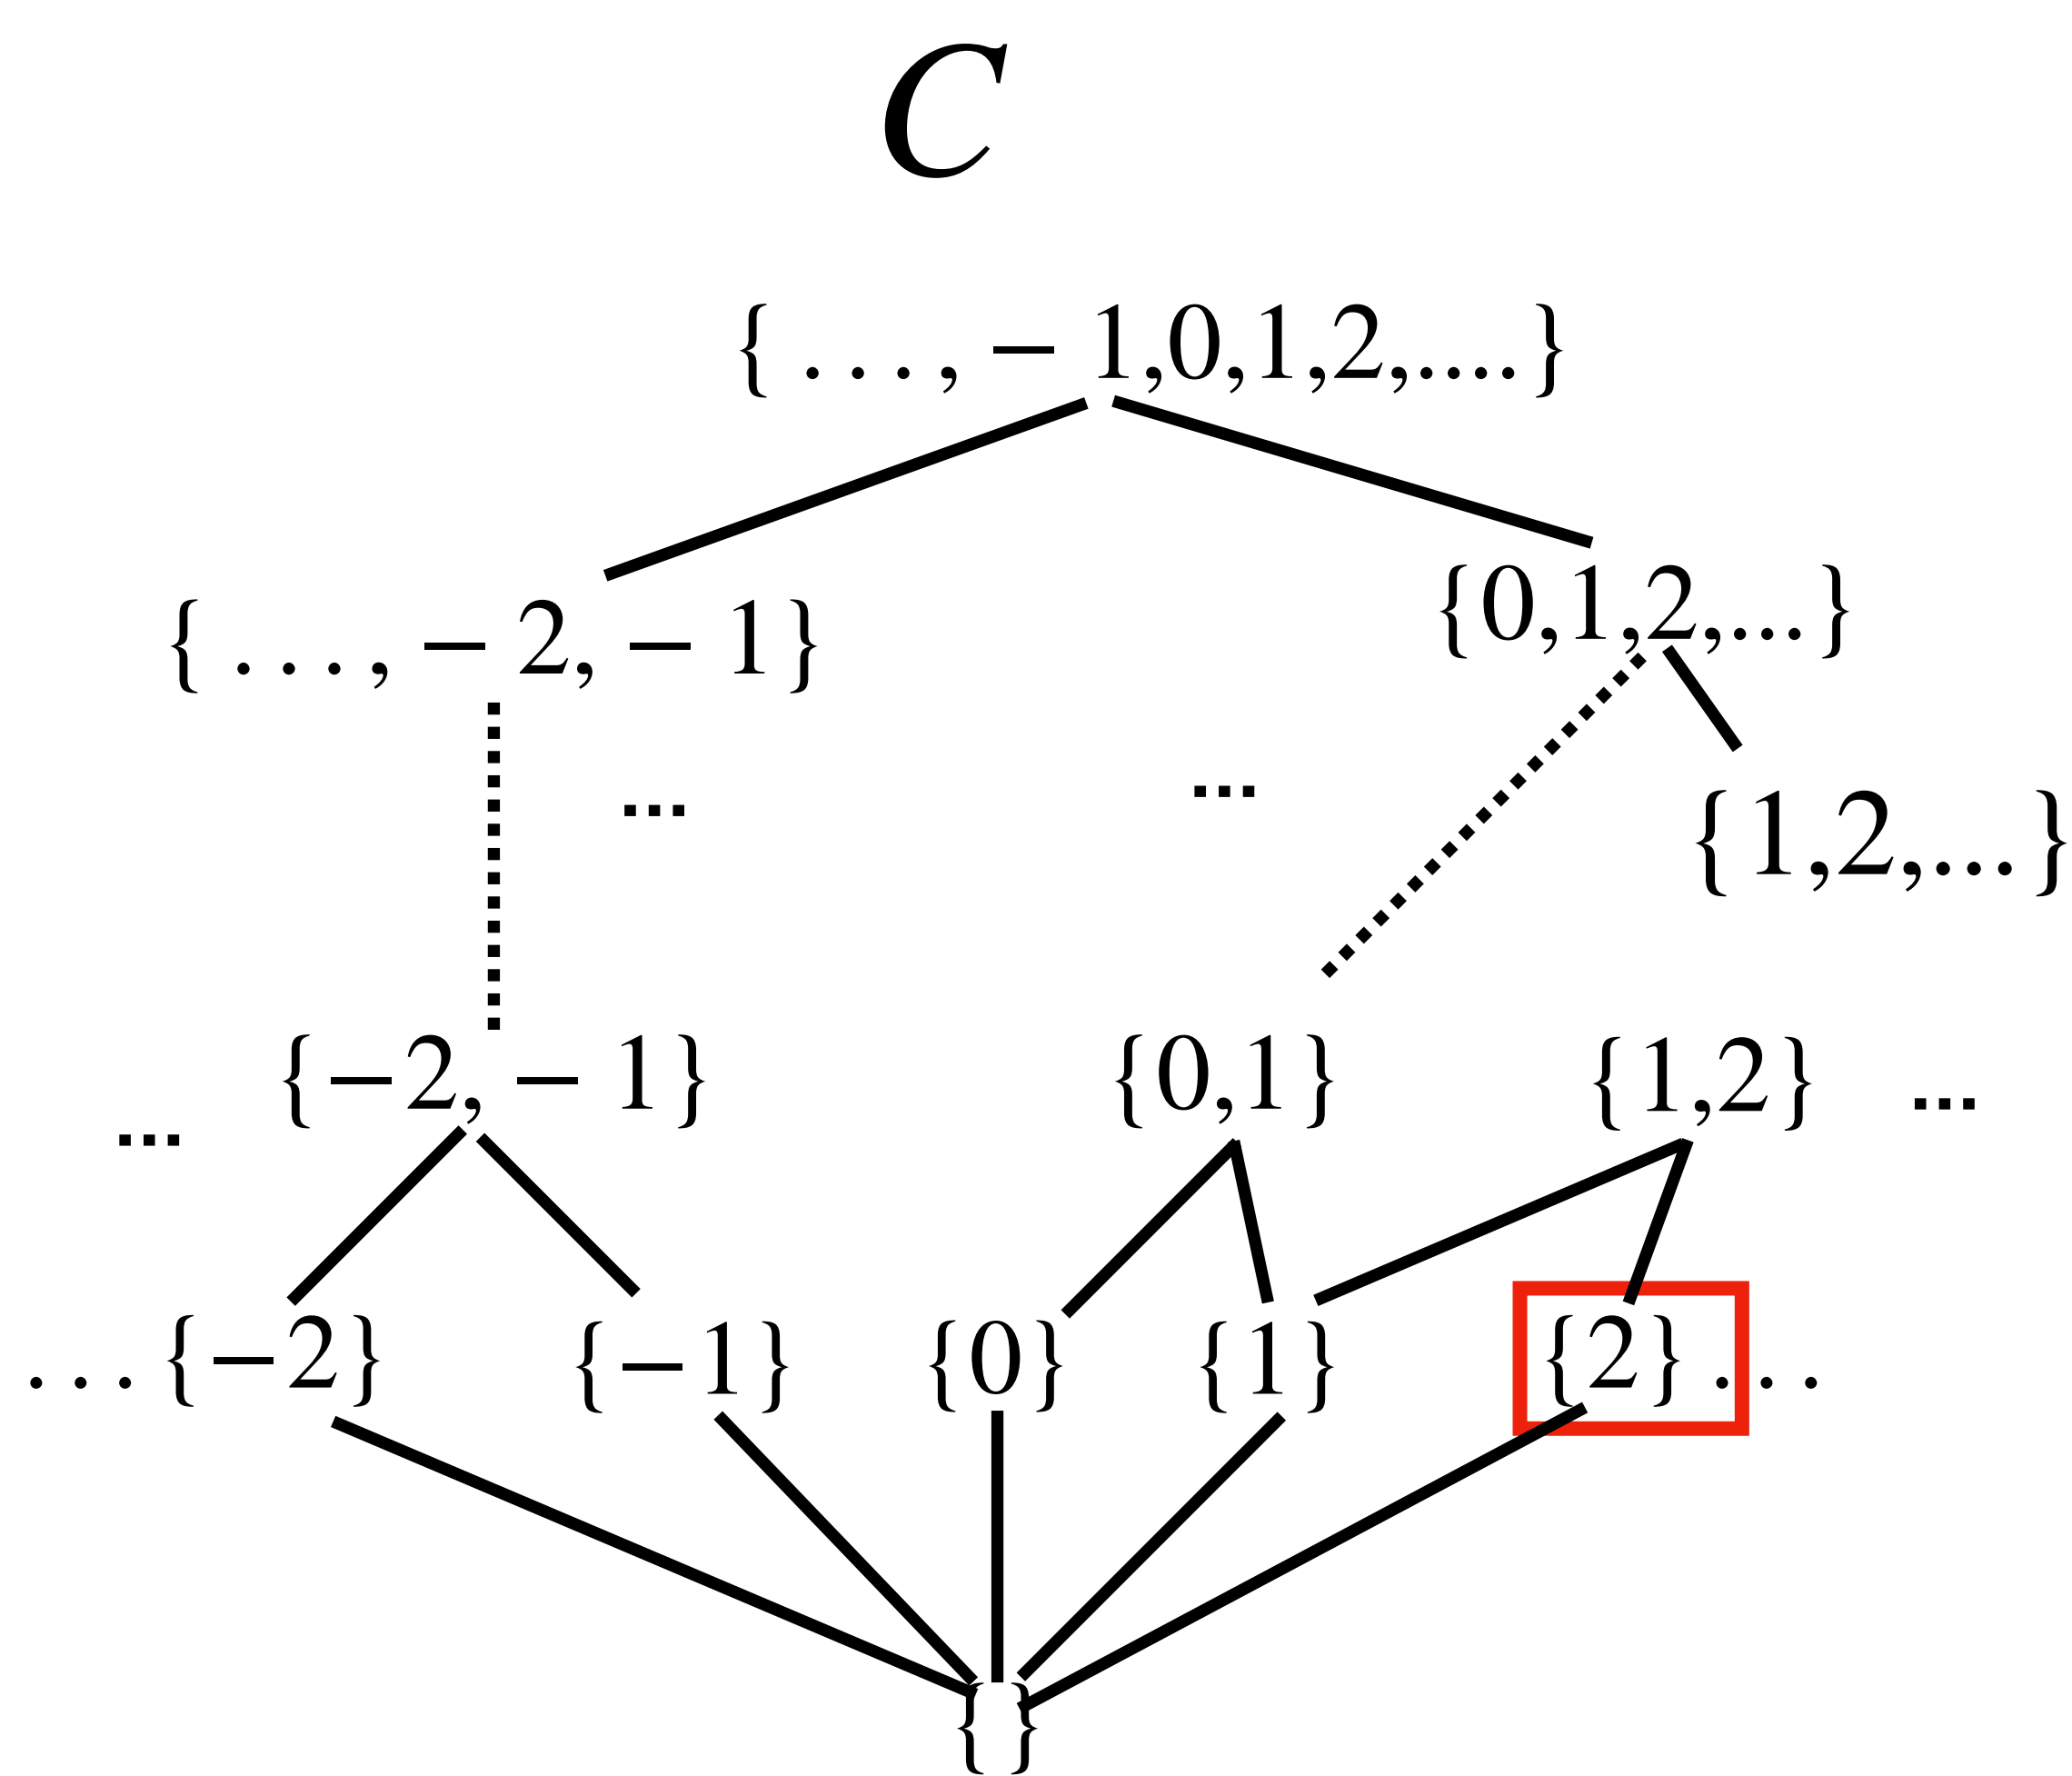 C
{ . . . , − 1,0,1,2,....}
{ . . . , − 2, − 1}
{0,1,2,...}
... ...
{1,2,...}
{−2, − 1} {0,1} {1,2} ...
...
. . . {−2} {−1} {0} {1} {2} . . .
{ }